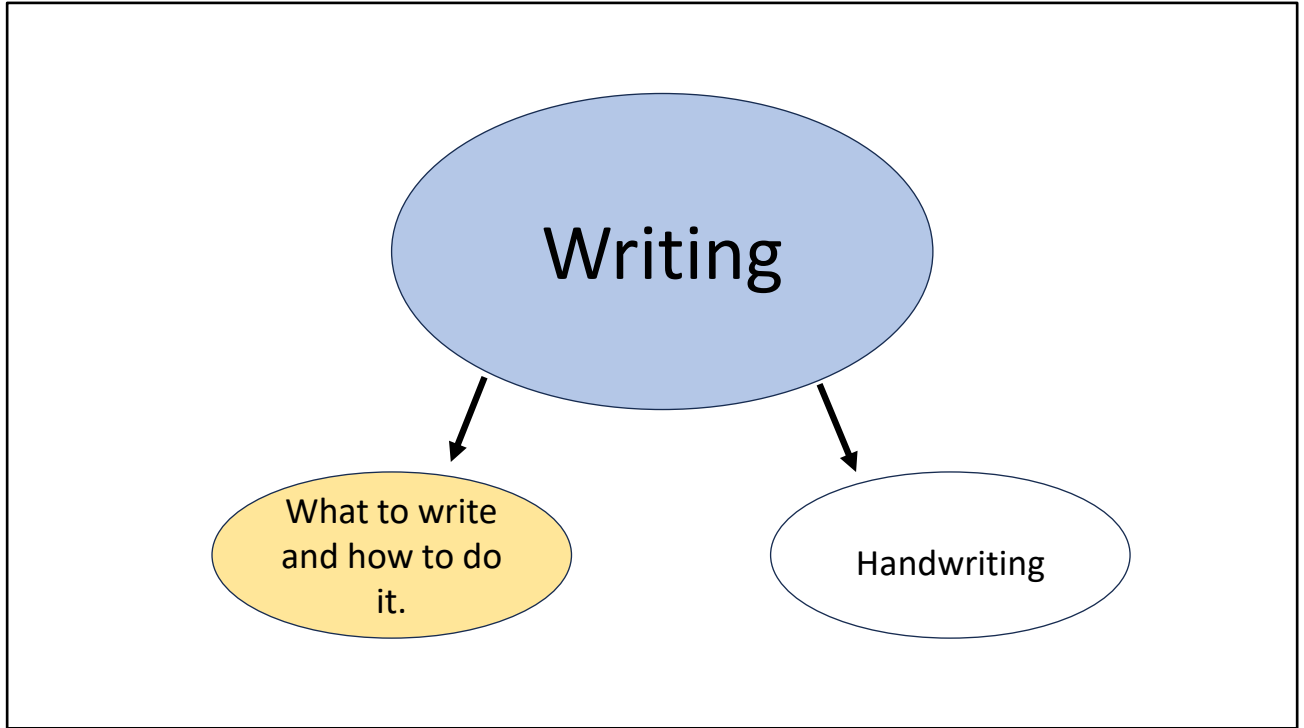 Writing
What to write
and how to do
it.
Handwriting